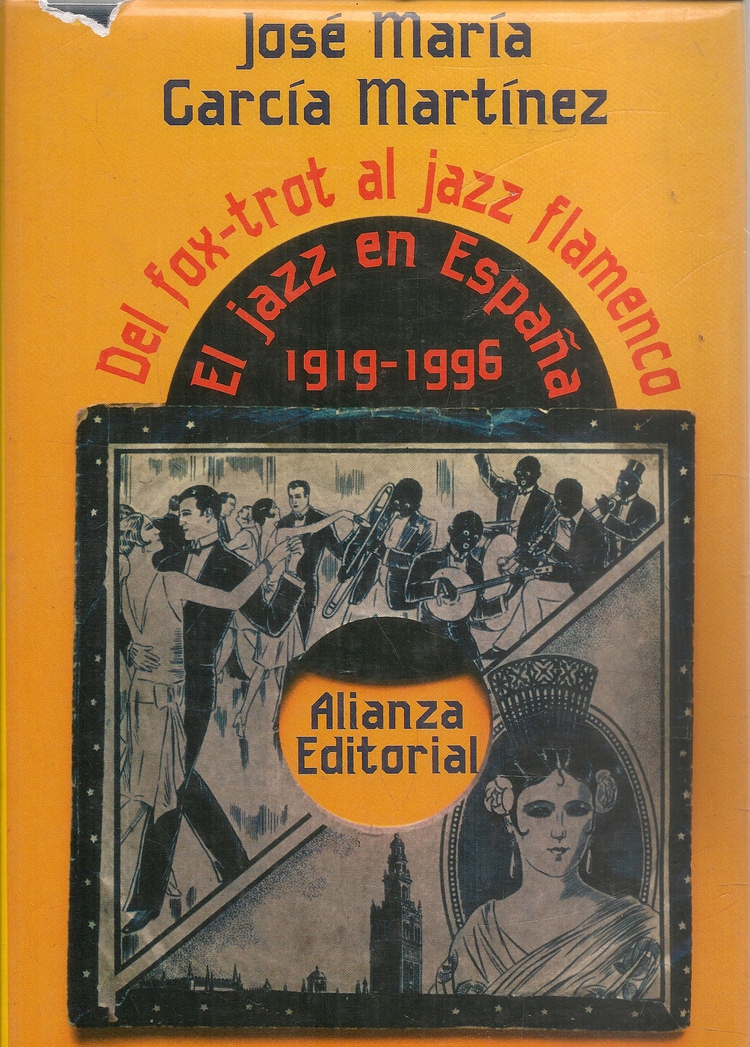 José María
García Martínez
Del fox-trot al jazz flamenco
El jazz en España
1919-1996
Alianza
Editorial